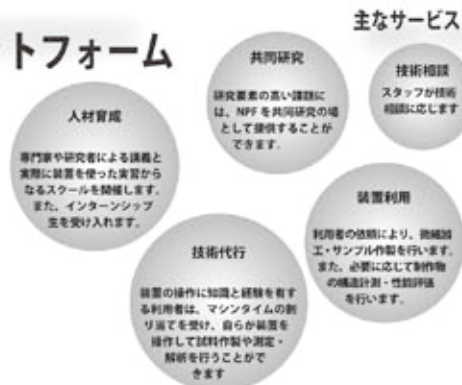 主なサービス
ットフォーム
共同研究
研究要素の高い課題に
は、NPFを共同研究の場
として提供することが
できます。
技術相談
スタッフが技術
相談に応じます
人材育成
専門家や研究者による講義と
実際に装置を使った実習から
なるスクールを開催します。
また、インターンシップ
生を受け入れます。
装置利用
利用者の依頼により、微細加
工・サンプル作製を行います。
また、必要に応じて制作物
の構造計測・性能評価
を行います。
技術代行
装置の操作に知識と経験を有す
る利用者は、マシンタイムの割
り当てを受け、自らが装置を
操作して試料作製や測定・
解析を行うことがで
きます